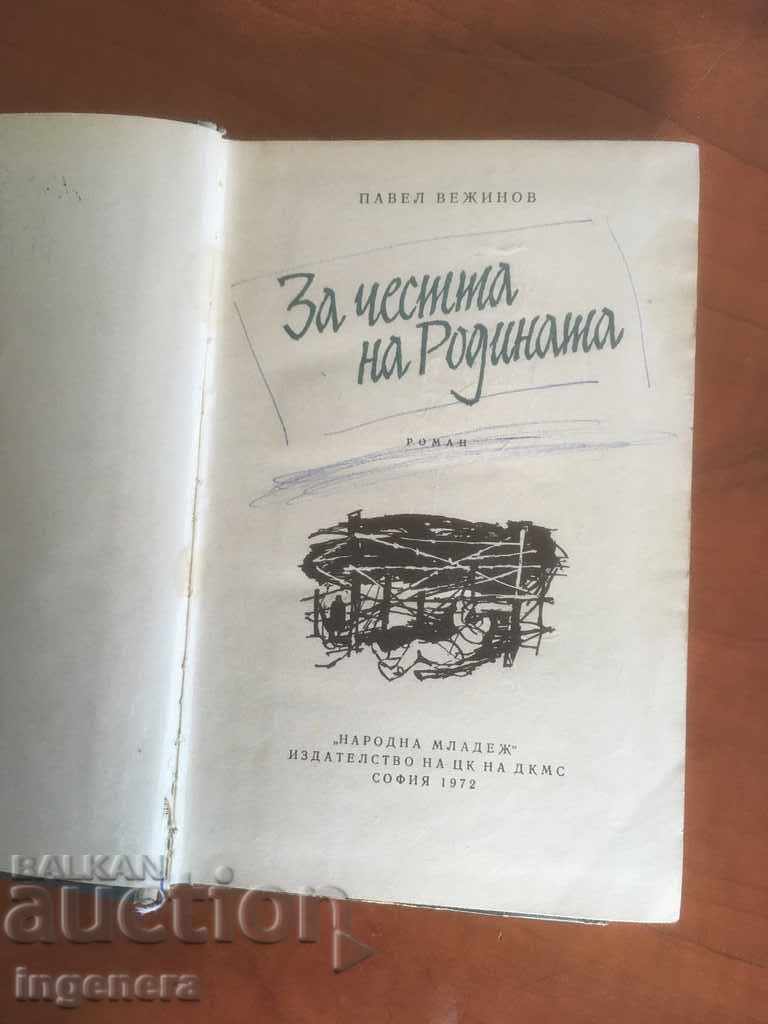 ПАВЕЛ ВЕЖИНОВ
За честта
на Родината
РОМАН
„НАРОДНА МЛАДЕЖ"
ИЗДАТЕЛСТВО НА ЦК НА ДКМС
СОФИЯ 1972
BALKAN
auction
ingenera